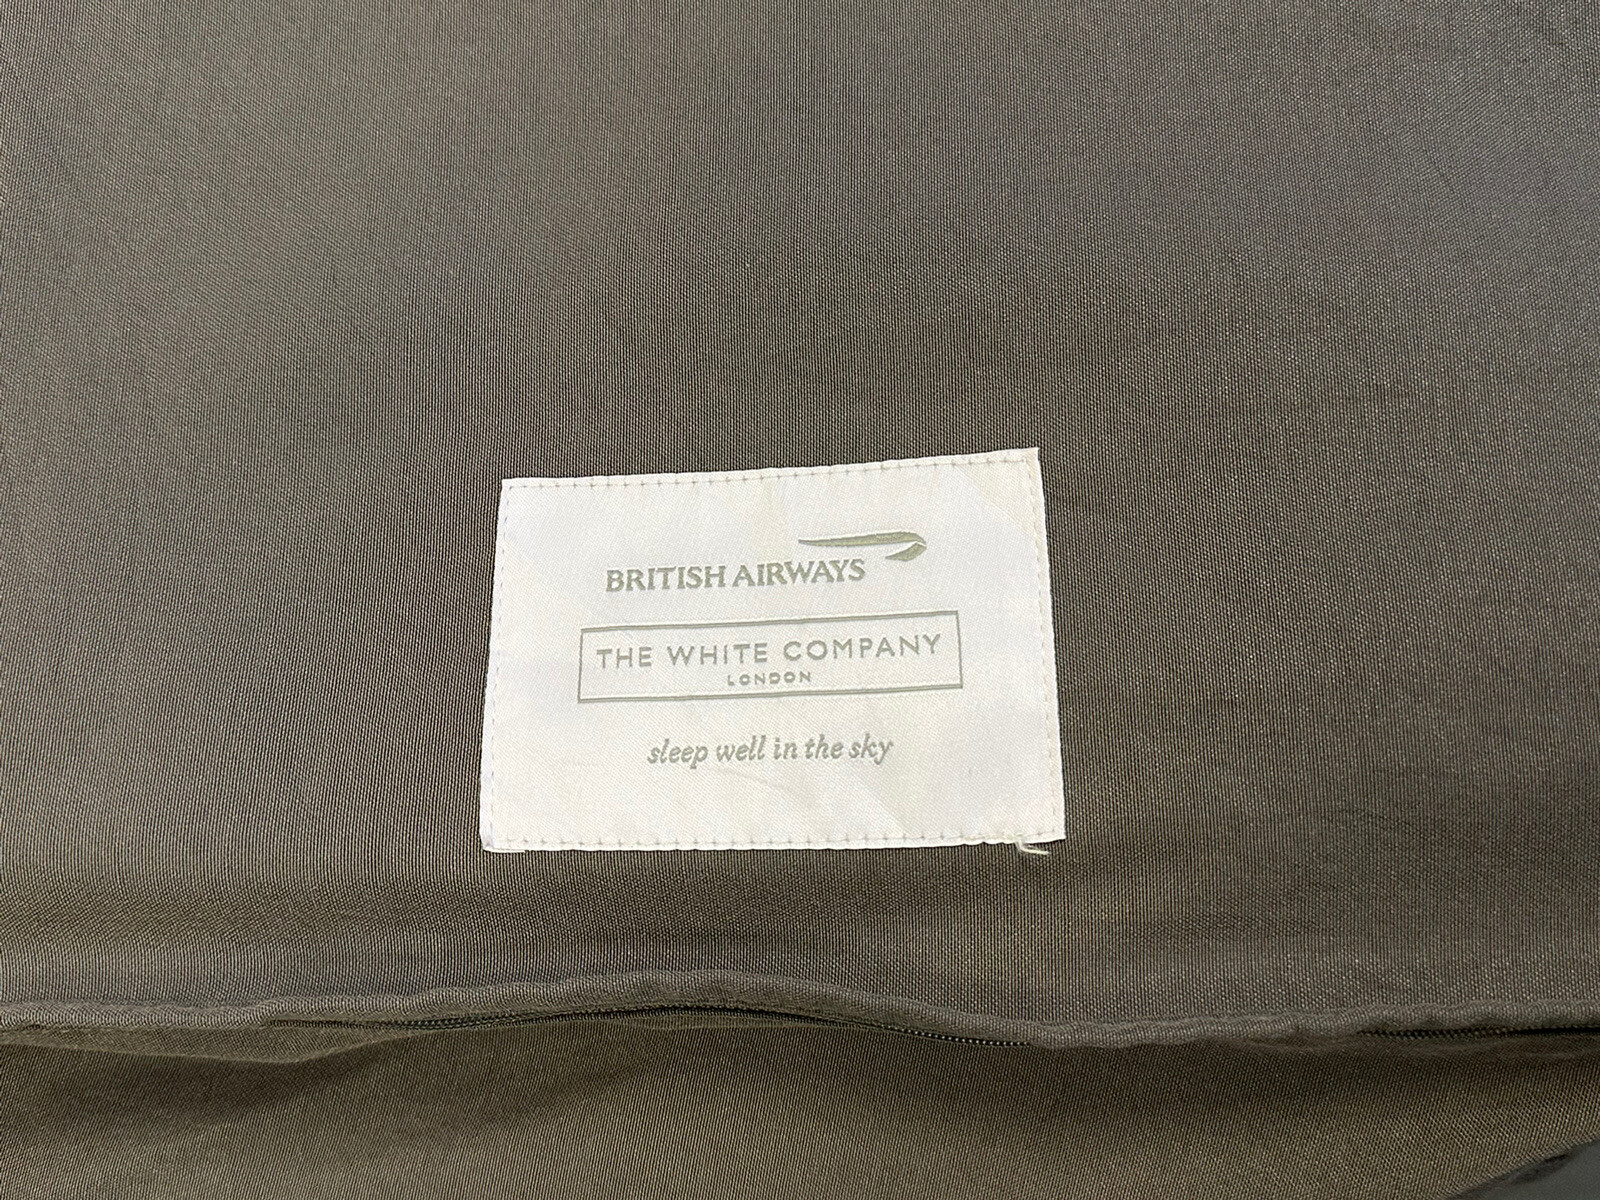 BRITISH AIRWAYS
THE WHITE COMPANY
LONDON
sleep well in the sky